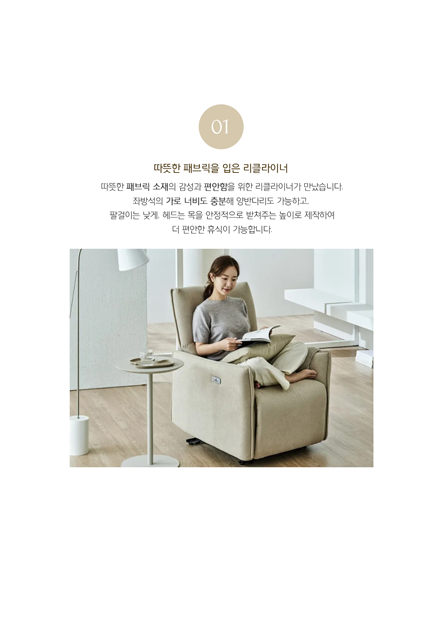 01
따뜻한 패브릭을 입은 리클라이너
따뜻한 패브릭 소재의 감성과 편안함을 위한 리클라이너가 만났습니다.
좌방석의 가로 너비도 충분해 양반다리도 가능하고,
팔걸이는 낮게, 헤드는 목을 안정적으로 받쳐주는 높이로 제작하여
더 편안한 휴식이 가능합니다.